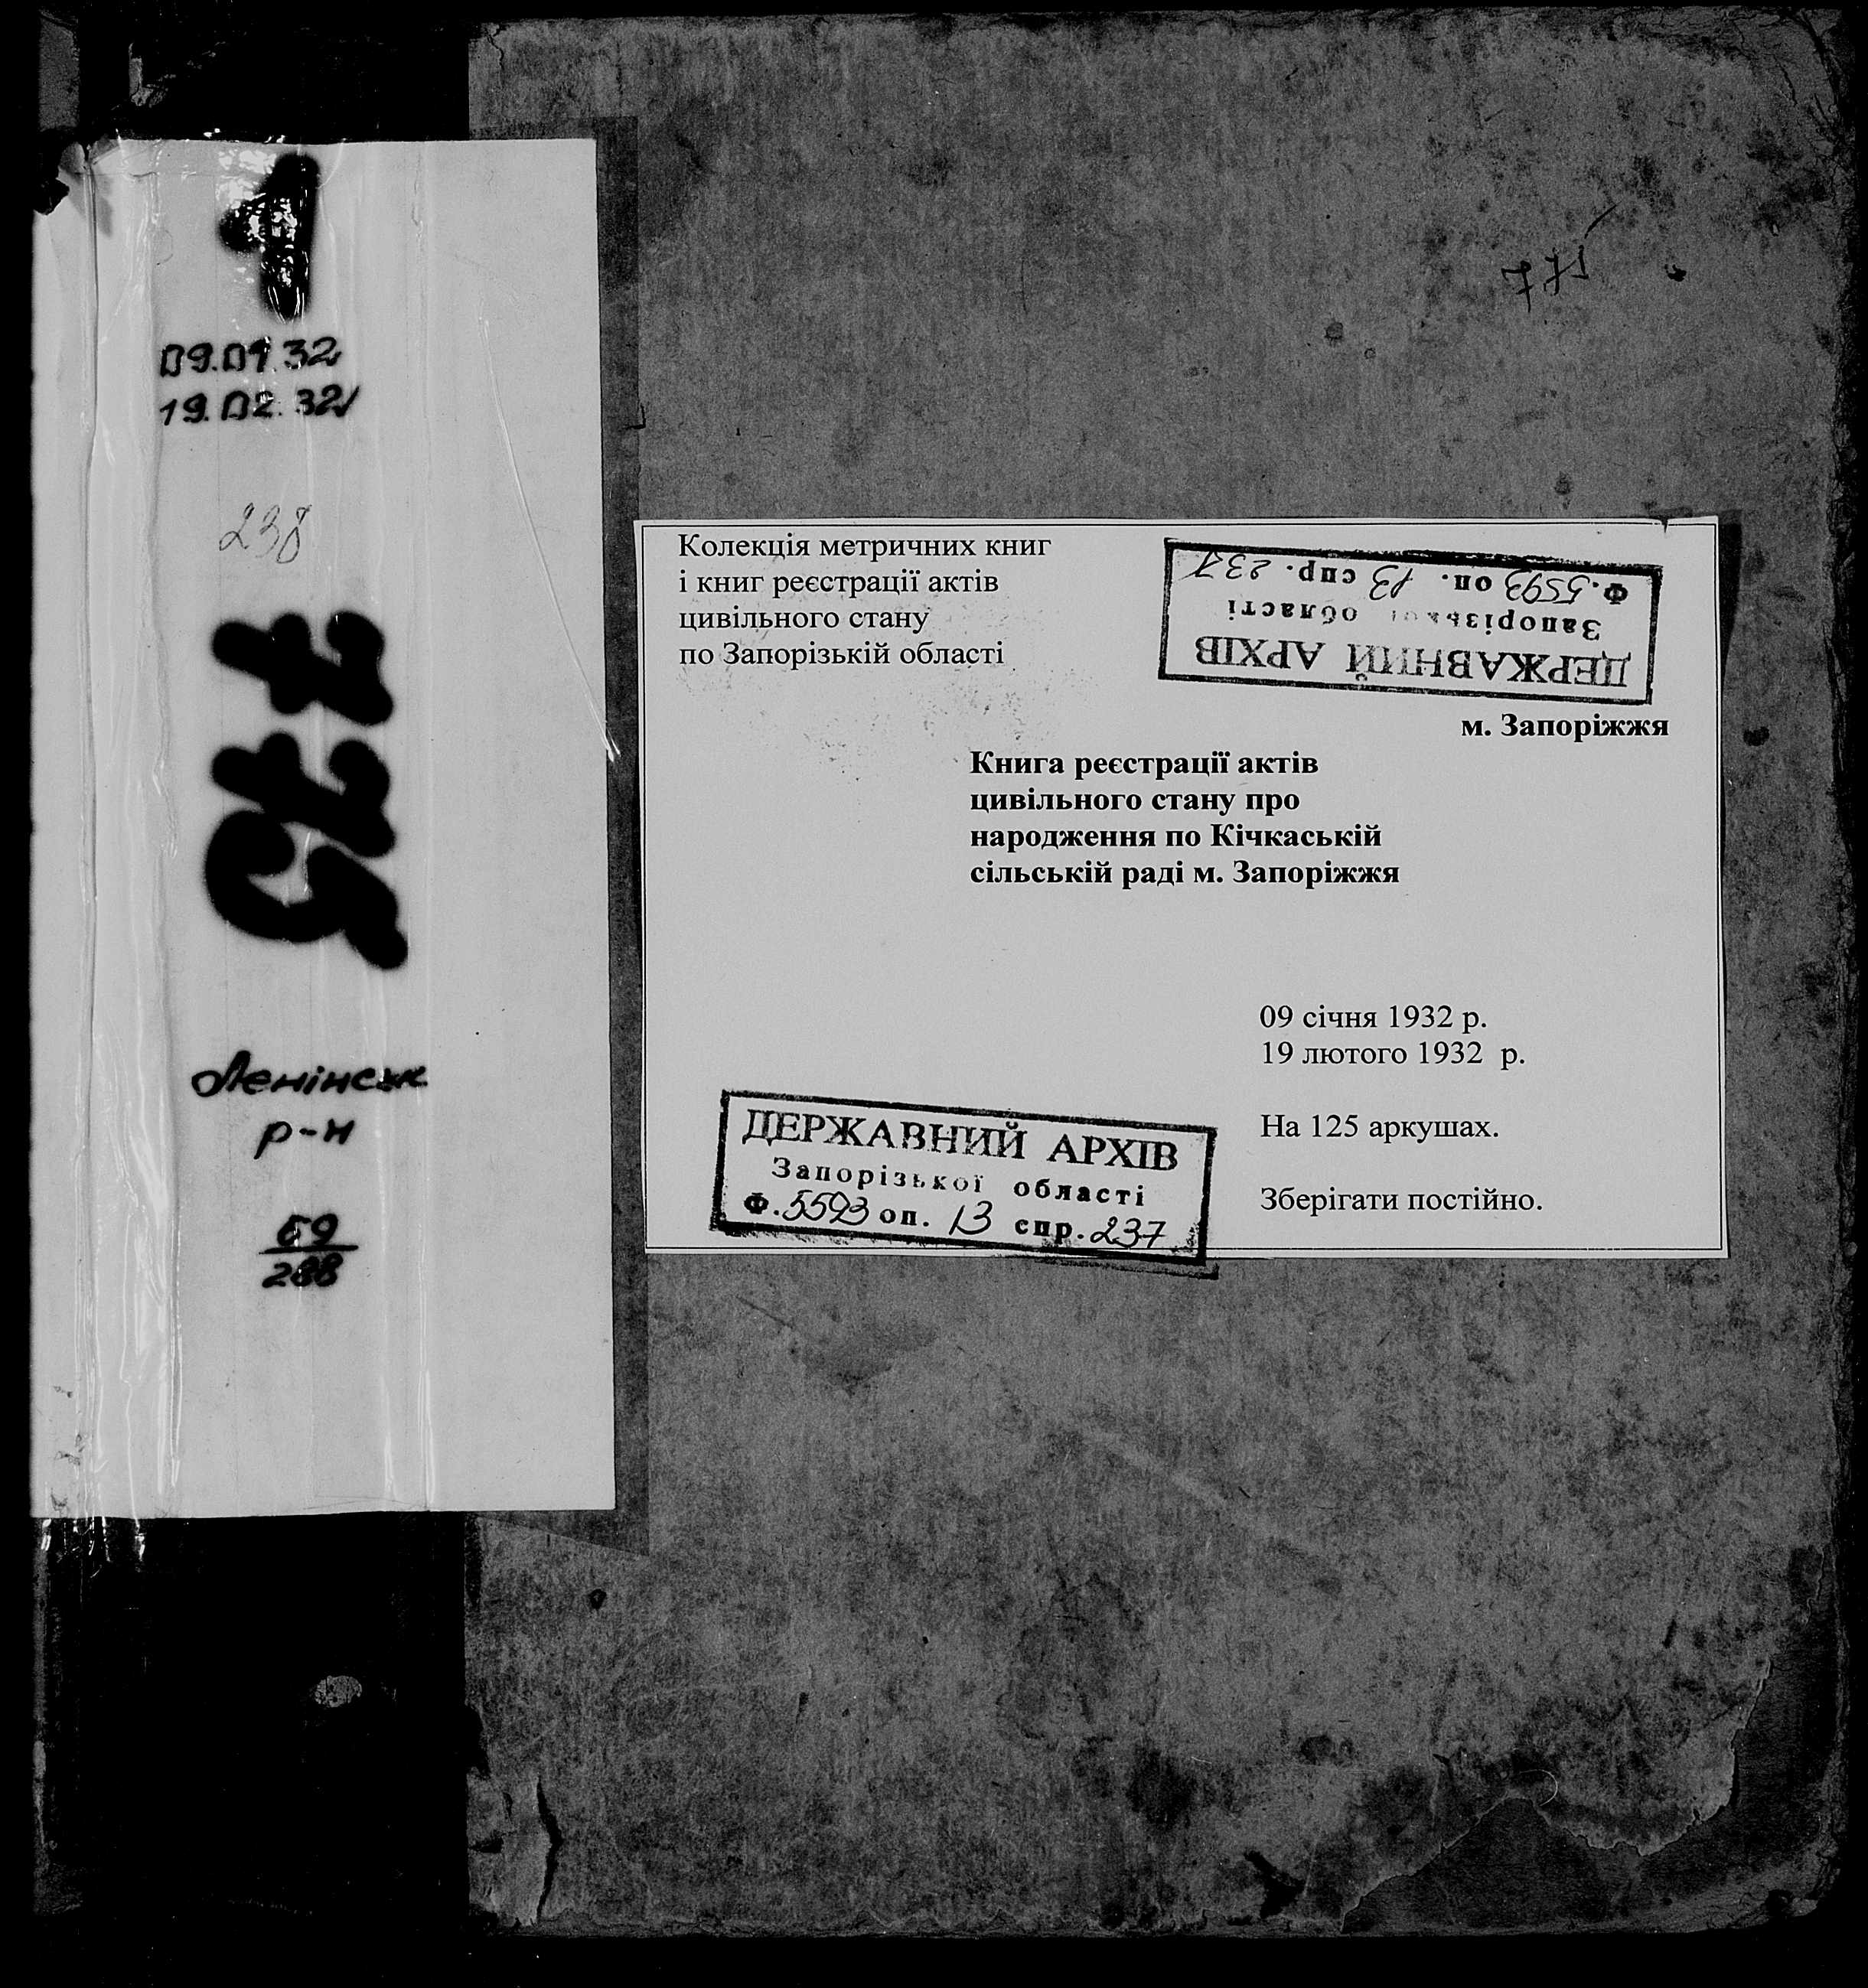 1
09.01.32
19.02.32
238
577
Ленінськ
р-н
69
288
577
Колекція метричних книг
і книг реєстрації актів
цивільного стану
по Запорізькій області
ДЕРЖАВНИЙ АРХІВ
Запорізької області
Ф. 5593 оп. 13 спр. 237
м. Запоріжжя
Книга реєстрації актів
цивільного стану про
народження по Кічкаській
сільській раді м. Запоріжжя
09 січня 1932 р.
19 лютого 1932 р.
На 125 аркушах.
Зберігати постійно.
ДЕРЖАВНИЙ АРХІВ
Запорізької області
Ф. 5593 оп. 13 спр. 237